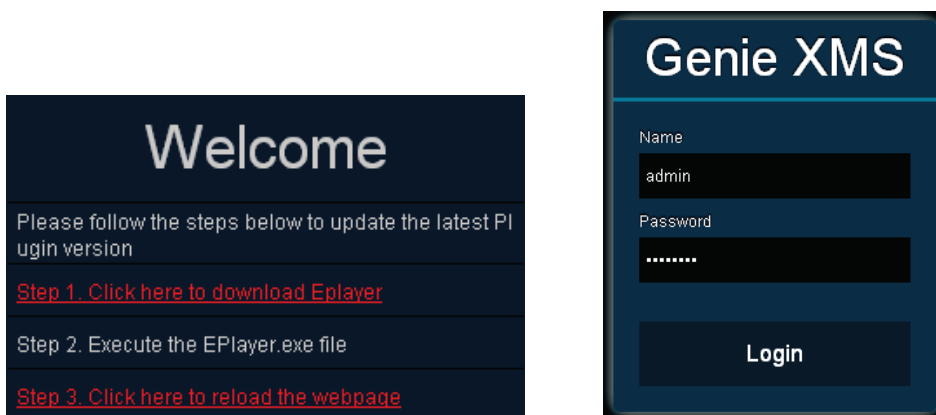 Welcome
Please follow the steps below to update the latest Pl
ugin version
Step 1. Click here to download Eplayer
Step 2. Execute the EPlayer.exe file
Step 3. Click here to reload the webpage
Genie XMS
Name
admin
Password
••••••••
Login